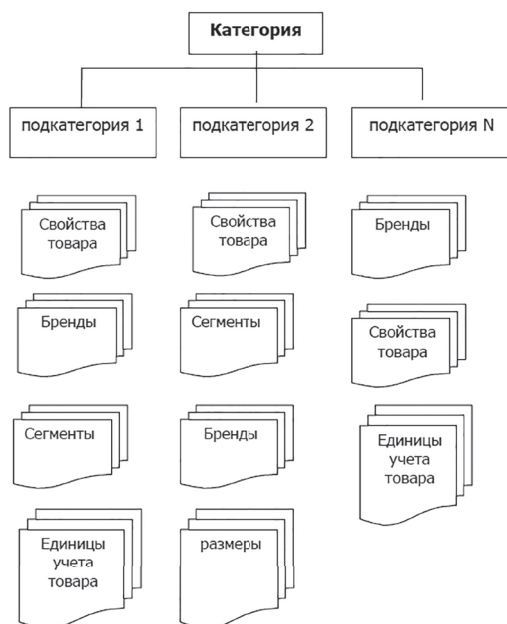 Категория
подкатегория 1
подкатегория 2
подкатегория N
Свойства
товара
Свойства
товара
Бренды
Бренды
Сегменты
Свойства
товара
Сегменты
Бренды
Единицы
учета
товара
Единицы
учета
товара
размеры